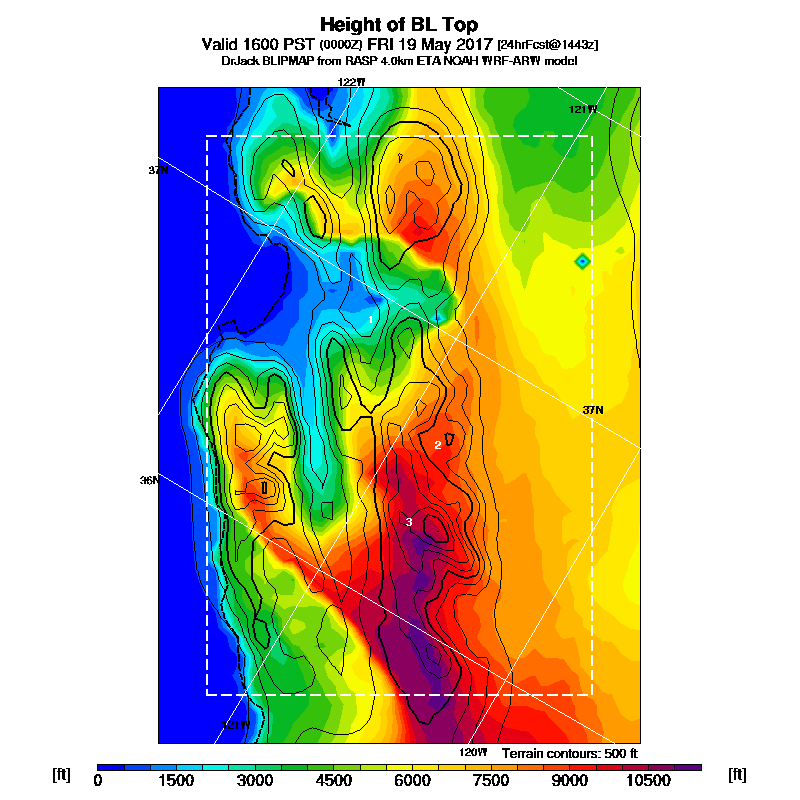 Height of BL Top
Valid 1600 PST (0000Z) FRI 19 May 2017 [24hrFcst@1443z]
DrJack BLIPMAP from RASP 4.0km ETA NOAH WRF-ARW model
122W
121W
37N
1
37N
2
36N
3
121W
120W
Terrain contours: 500 ft
[ft] 0 1500 3000 4500 6000 7500 9000 10500 [ft]